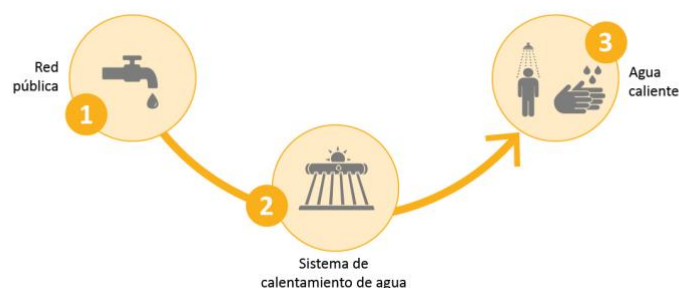 Red
pública
1
2
Sistema de
calentamiento de agua
3
Agua
caliente